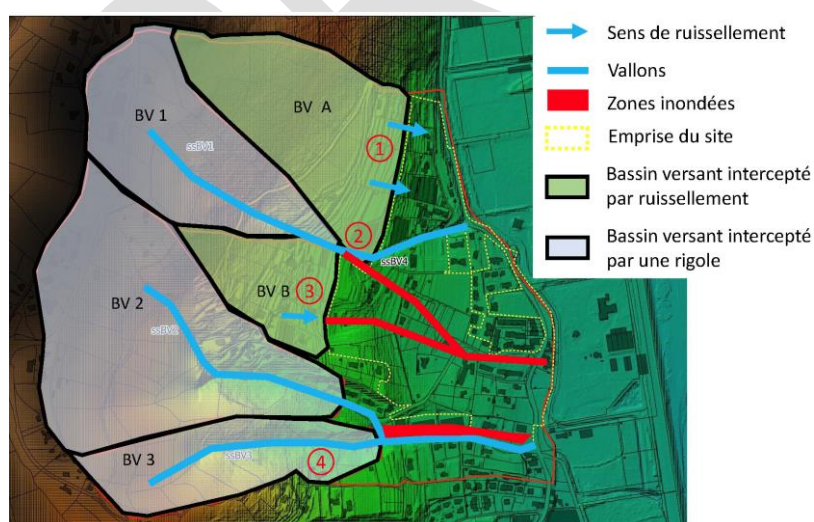 Sens de ruissellement
Vallons
Zones inondées
Emprise du site
Bassin versant intercepté
par ruissellement
Bassin versant intercepté
par une rigole
BV A
BV 1
1
ssBV1
2
ssBV4
3
BV B
BV 2
ssBV2
BV 3
ssBV3
4